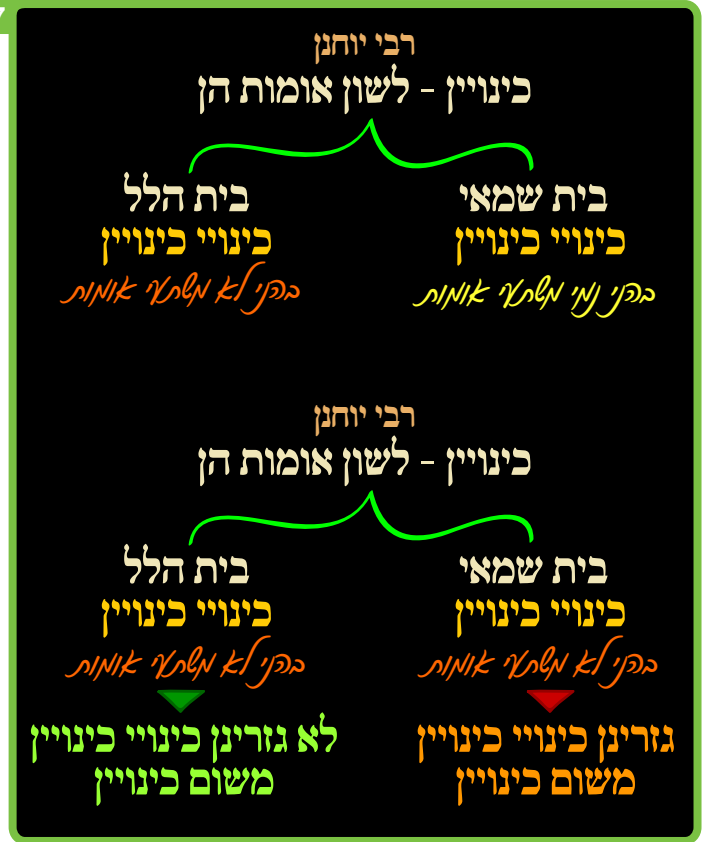 רבי יוחנן
כינויין - לשון אומות הן
בית שמאי
כינויי כינויין
בהני נמי משתעי אומות
בית הלל
כינויי כינויין
בהני לא משתעי אומות
רבי יוחנן
כינויין - לשון אומות הן
בית שמאי
כינויי כינויין
בהני לא משתעי אומות
גזרינן כינויי כינויין
משום כינויין
בית הלל
כינויי כינויין
בהני לא משתעי אומות
לא גזרינן כינויי כינויין
משום כינויין